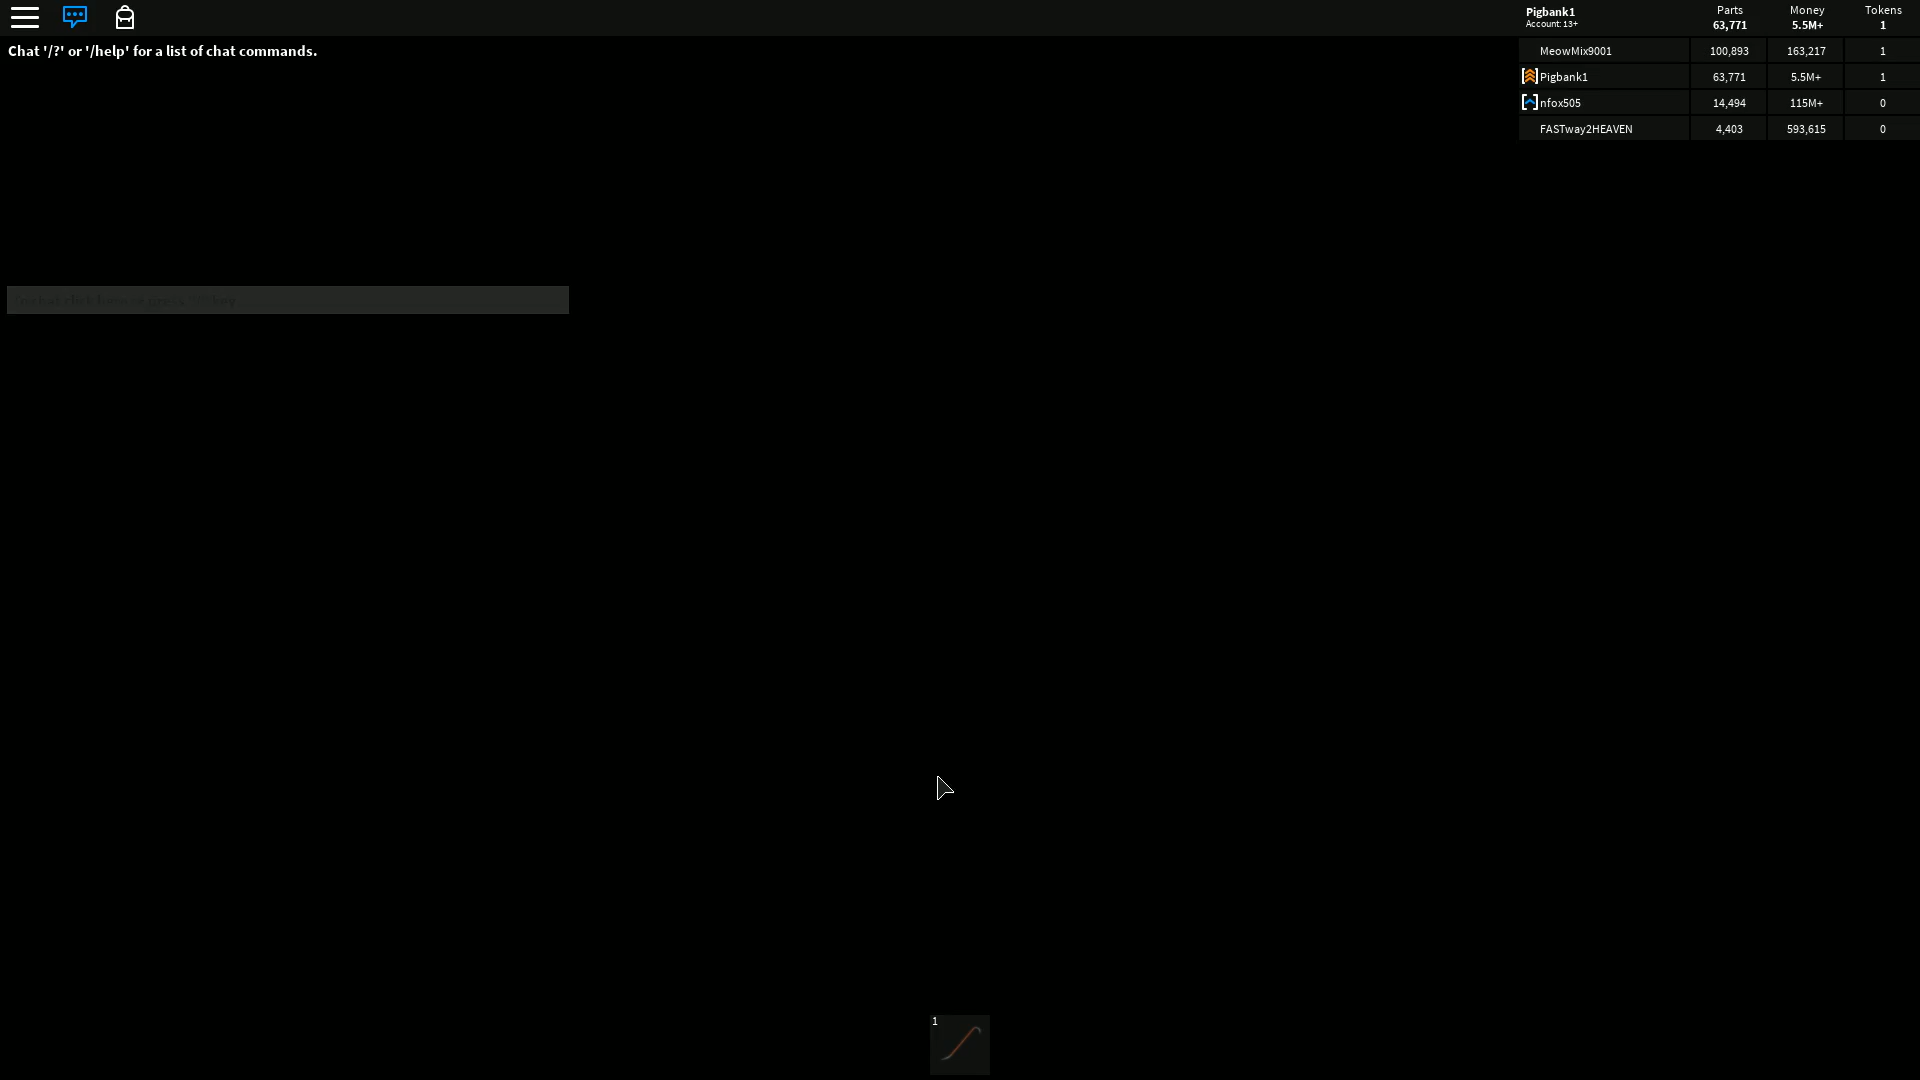 Pigbank1 Parts Money Tokens
Account: 13+ 63,771 5.5M+ 1
Chat '/?' or '/help' for a list of chat commands.
MeowMix9001 100,893 163,217 1
Pigbank1 63,771 5.5M+ 1
nfox505 14,494 115M+ 0
FASTway2HEAVEN 4,403 593,615 0
1